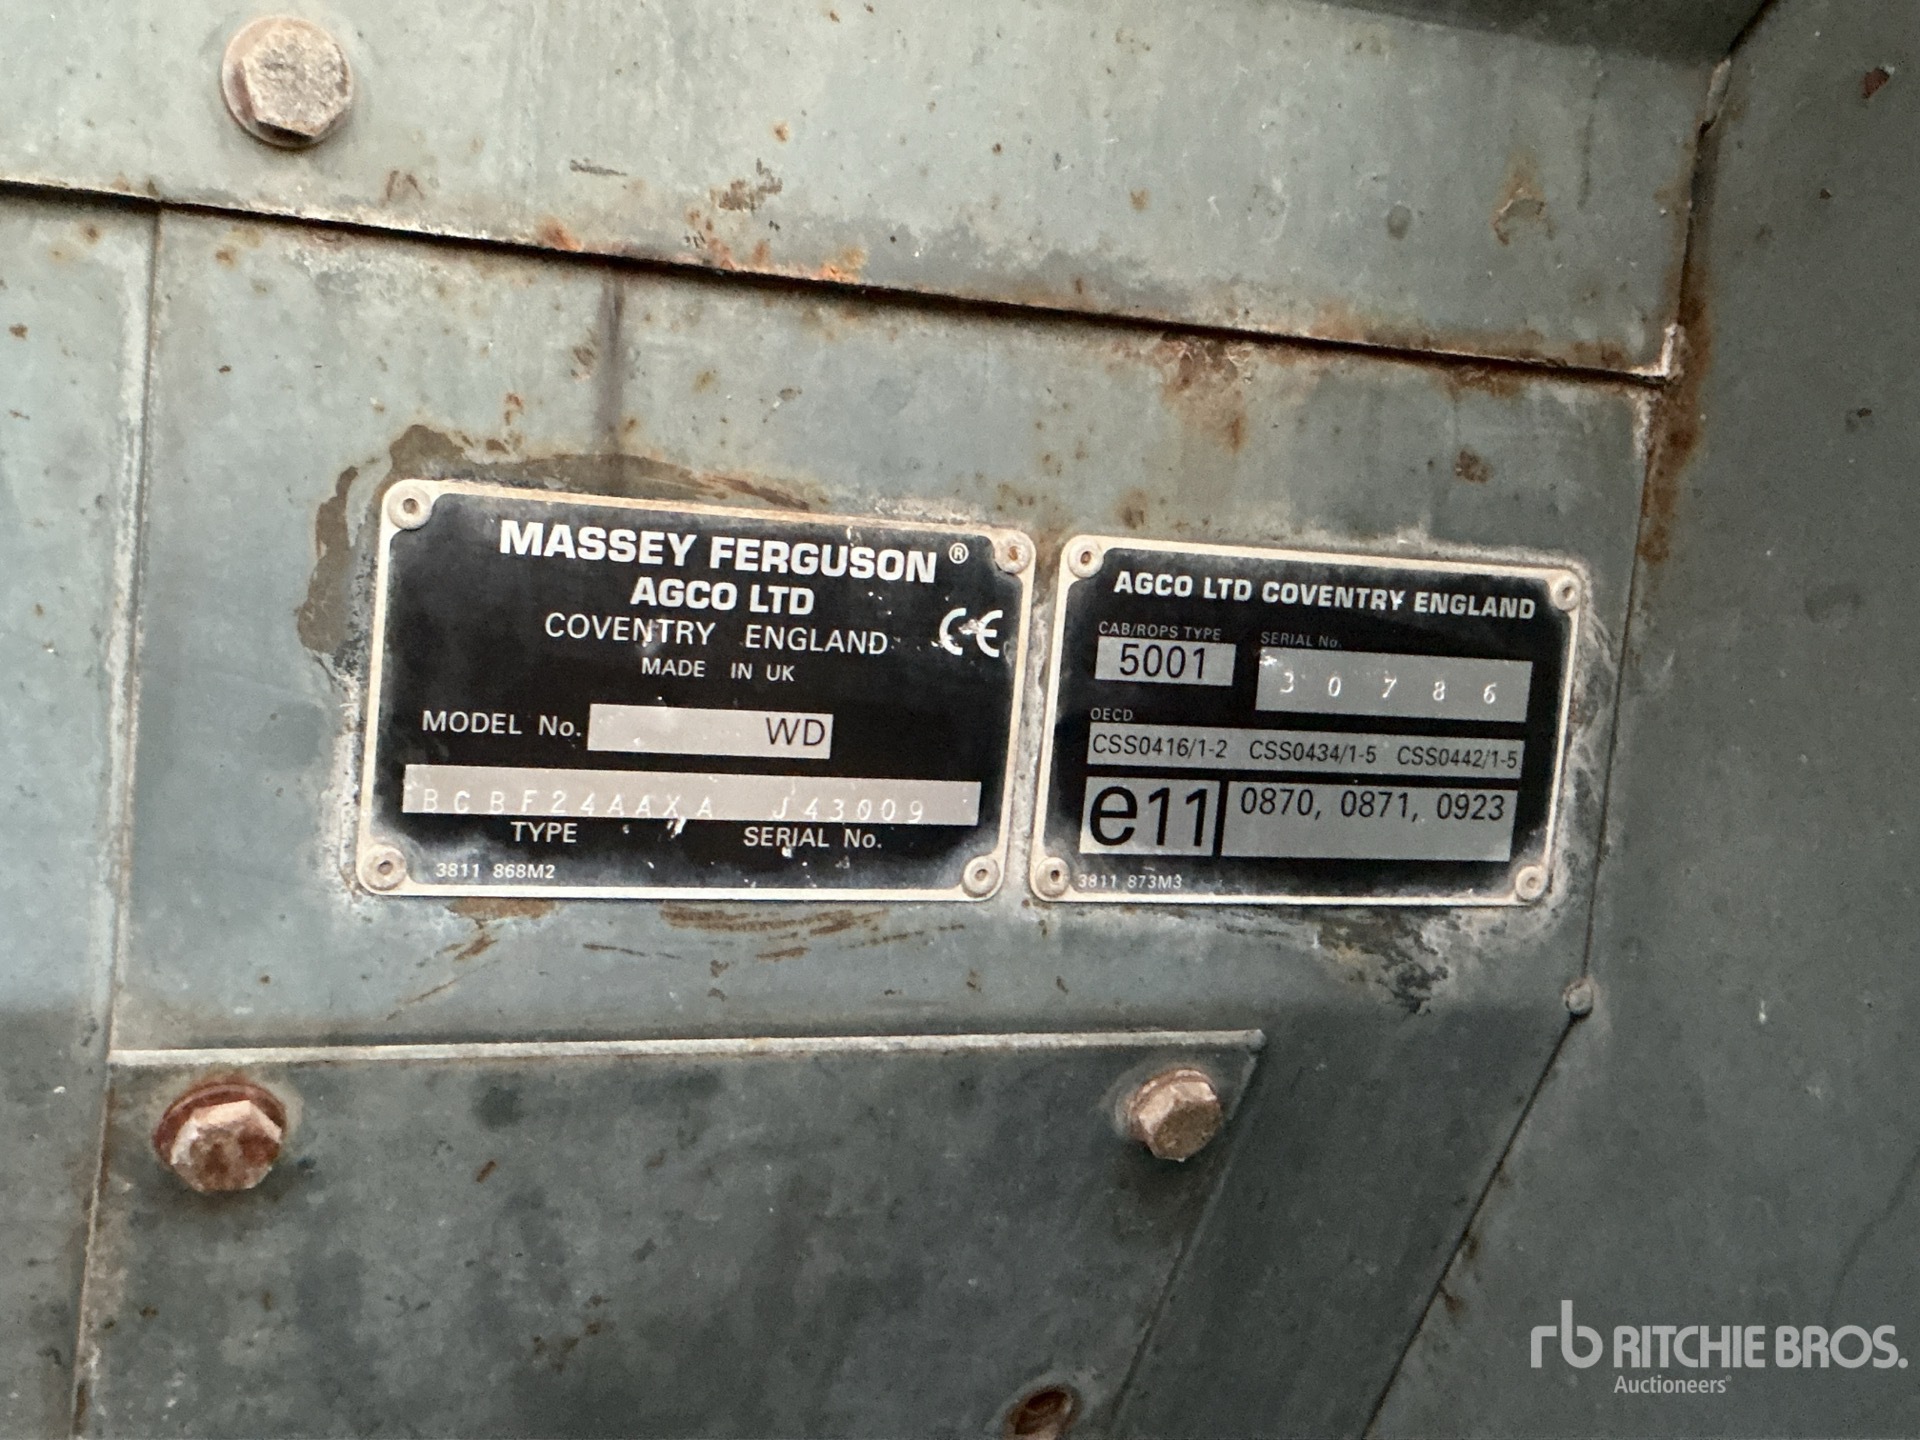 MASSEY FERGUSON ®
AGCO LTD
COVENTRY ENGLAND CE
MADE IN UK
MODEL No. WD
BCBF24AAXA J43009
TYPE SERIAL No.
3811 868M2
AGCO LTD COVENTRY ENGLAND
CAB/ROPS TYPE SERIAL No.
5001 30786
OECD
CSS0416/1-2 CSS0434/1-5 CSS0442/1-5
e11 0870, 0871, 0923
3811 873M3
rb RITCHIE BROS.
Auctioneers